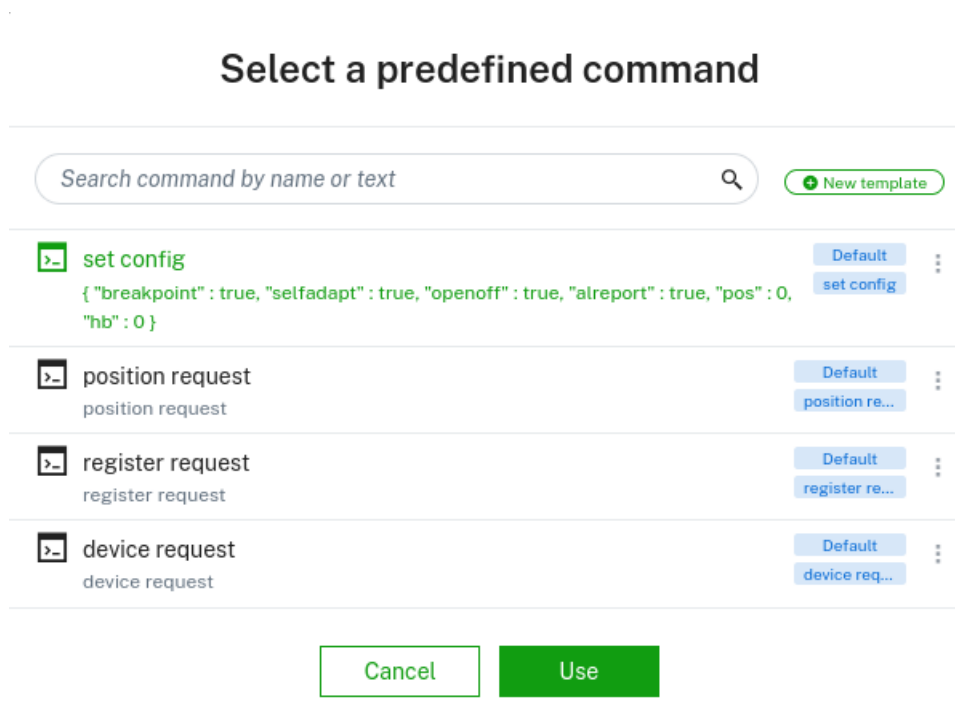 Select a predefined command
Search command by name or text
New template
set config
{ "breakpoint" : true, "selfadapt" : true, "openoff" : true, "alreport" : true, "pos" : 0,
"hb" : 0 }
Default
set config
position request
position request
Default
position re...
register request
register request
Default
register re...
device request
device request
Default
device req...
Cancel
Use